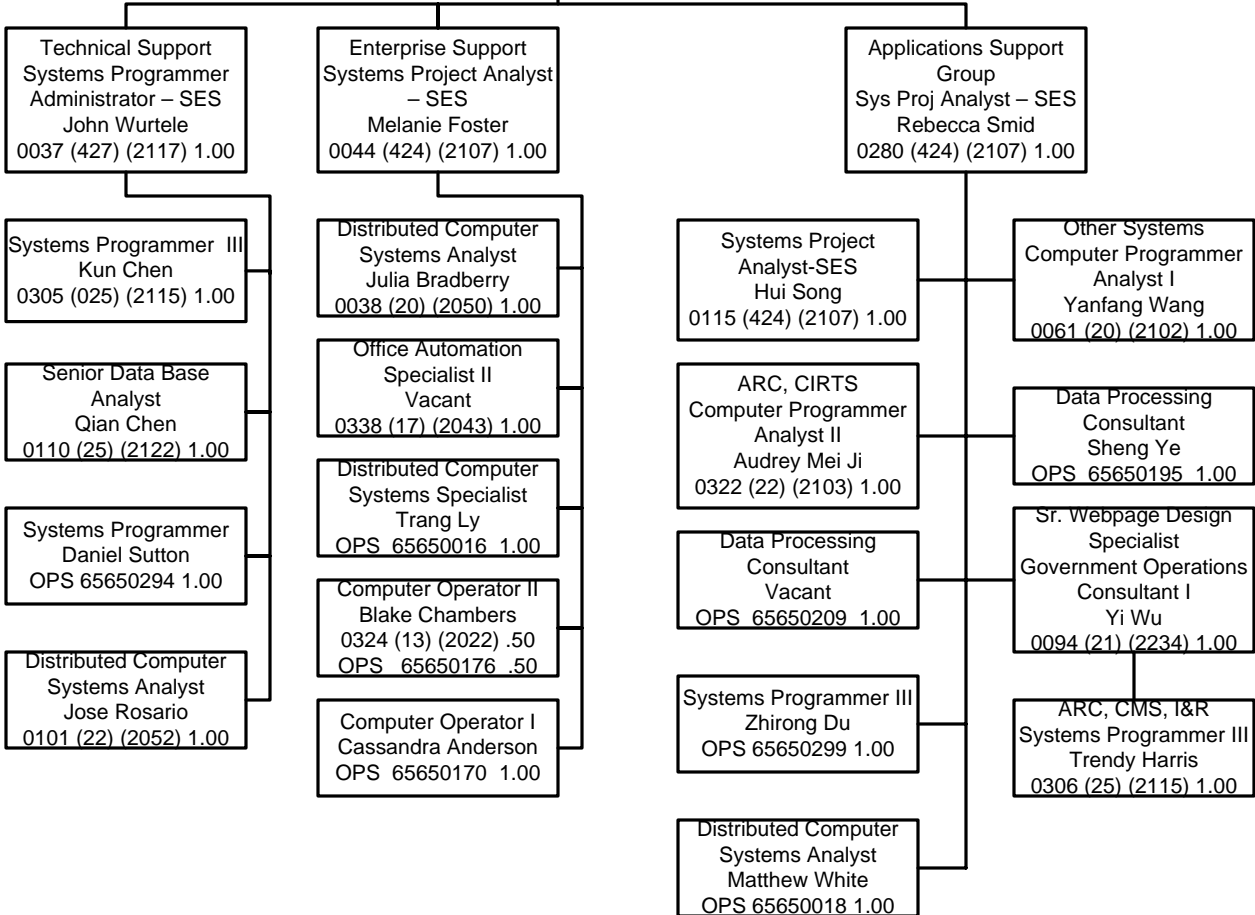 Technical Support
Systems Programmer
Administrator – SES
John Wurtele
0037 (427) (2117) 1.00
Enterprise Support
Systems Project Analyst
– SES
Melanie Foster
0044 (424) (2107) 1.00
Applications Support
Group
Sys Proj Analyst – SES
Rebecca Smid
0280 (424) (2107) 1.00
Systems Programmer  III
Kun Chen
0305 (025) (2115) 1.00
Senior Data Base
Analyst
Qian Chen
0110 (25) (2122) 1.00
Systems Programmer
Daniel Sutton
OPS 65650294 1.00
Distributed Computer
Systems Analyst
Jose Rosario
0101 (22) (2052) 1.00
Distributed Computer
Systems Analyst
Julia Bradberry
0038 (20) (2050) 1.00
Office Automation
Specialist II
Vacant
0338 (17) (2043) 1.00
Distributed Computer
Systems Specialist
Trang Ly
OPS  65650016  1.00
Computer Operator II
Blake Chambers
0324 (13) (2022) .50
OPS   65650176  .50
Computer Operator I
Cassandra Anderson
OPS  65650170  1.00
Systems Project
Analyst-SES
Hui Song
0115 (424) (2107) 1.00
ARC, CIRTS
Computer Programmer
Analyst II
Audrey Mei Ji
0322 (22) (2103) 1.00
Data Processing
Consultant
Vacant
OPS  65650209  1.00
Systems Programmer III
Zhirong Du
OPS 65650299 1.00
Distributed Computer
Systems Analyst
Matthew White
OPS 65650018 1.00
Other Systems
Computer Programmer
Analyst I
Yanfang Wang
0061 (20) (2102) 1.00
Data Processing
Consultant
Sheng Ye
OPS  65650195  1.00
Sr. Webpage Design
Specialist
Government Operations
Consultant I
Yi Wu
0094 (21) (2234) 1.00
ARC, CMS, I&R
Systems Programmer III
Trendy Harris
0306 (25) (2115) 1.00